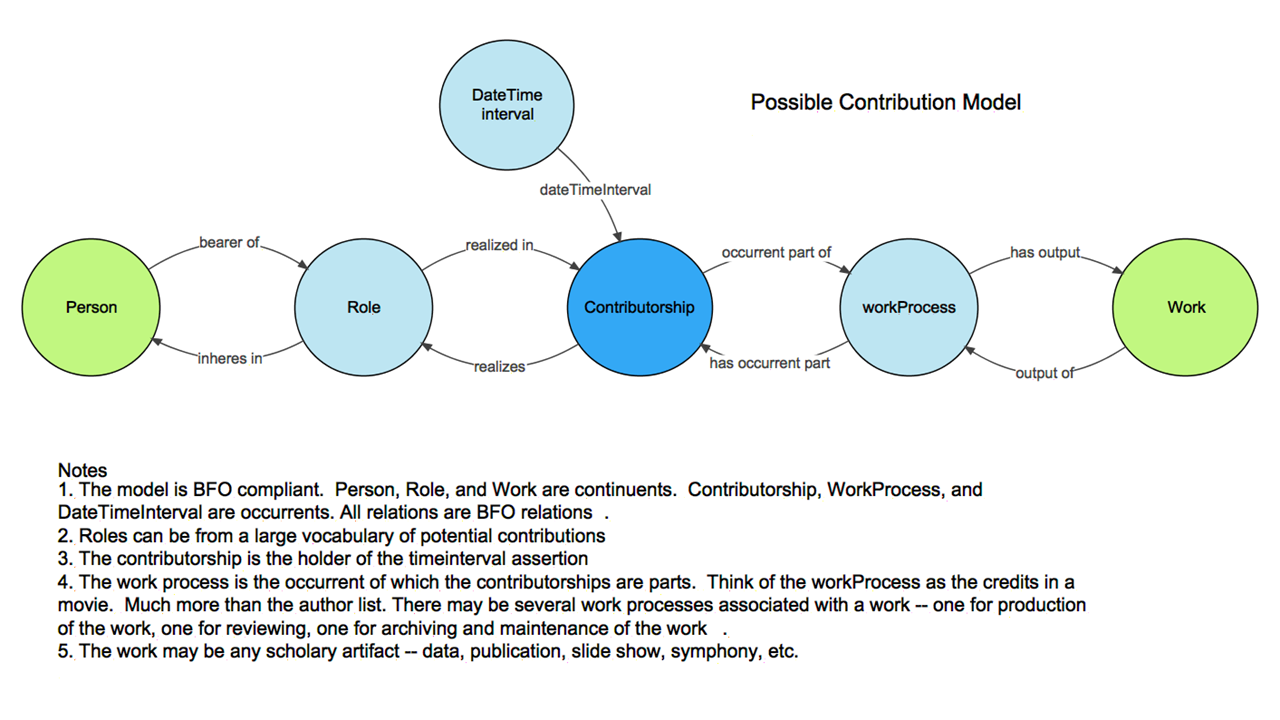 DateTime
interval
Possible Contribution Model
dateTimeInterval
bearer of
realized in
occurrent part of
has output
Person
Role
Contributorship
workProcess
Work
inheres in
realizes
has occurrent part
output of
Notes
1. The model is BFO compliant.  Person, Role, and Work are continuents.  Contributorship, WorkProcess, and
DateTimeInterval are occurrents. All relations are BFO relations  .
2. Roles can be from a large vocabulary of potential contributions
3. The contributorship is the holder of the timeinterval assertion
4. The work process is the occurrent of which the contributorships are parts.  Think of the workProcess as the credits in a
movie.  Much more than the author list. There may be several work processes associated with a work -- one for production
of the work, one for reviewing, one for archiving and maintenance of the work  .
5. The work may be any scholary artifact -- data, publication, slide show, symphony, etc.